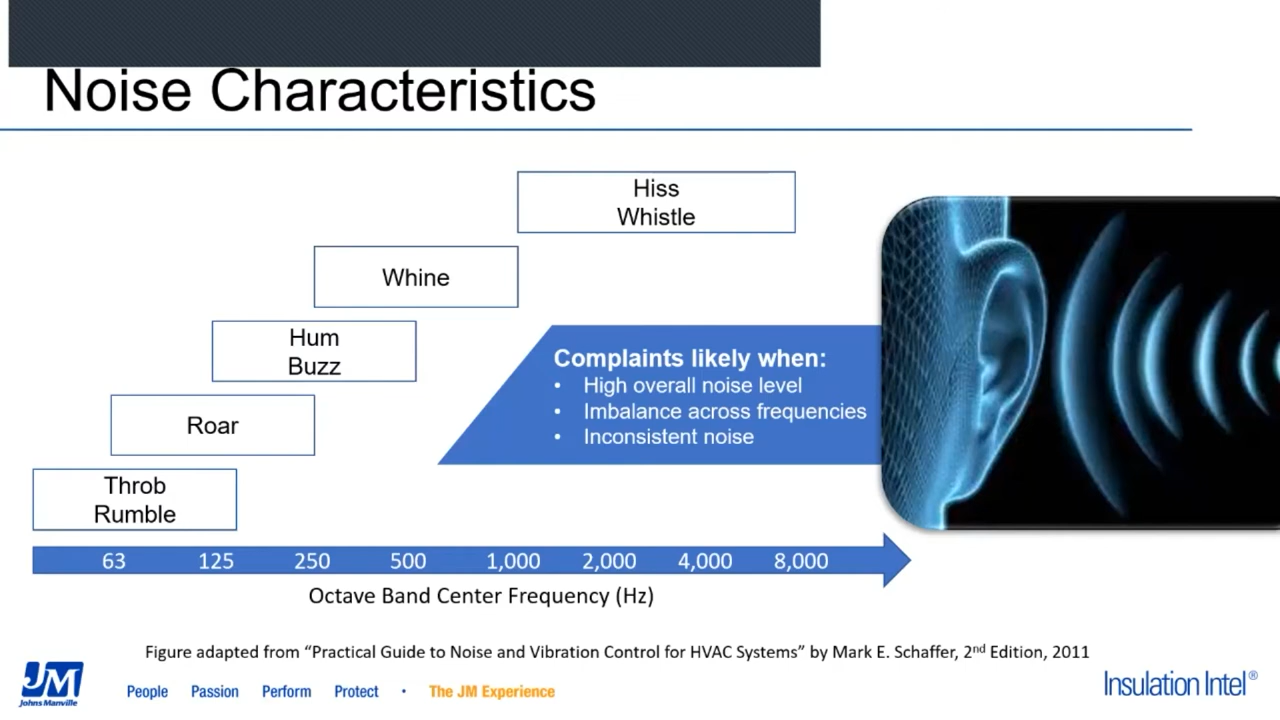 Noise Characteristics
Hiss
Whistle
Whine
Hum
Buzz
Roar
Throb
Rumble
Complaints likely when:
• High overall noise level
• Imbalance across frequencies
• Inconsistent noise
63 125 250 500 1,000 2,000 4,000 8,000
Octave Band Center Frequency (Hz)
Figure adapted from “Practical Guide to Noise and Vibration Control for HVAC Systems” by Mark E. Schaffer, 2nd Edition, 2011
JM
Johns Manville
People Passion Perform Protect · The JM Experience
Insulation Intel®